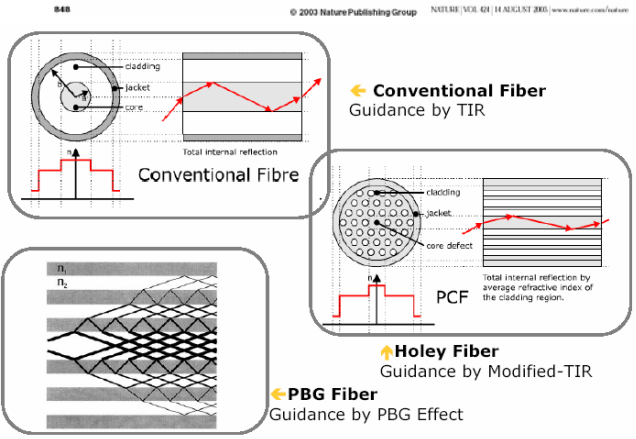 848
© 2003 Nature Publishing Group
NATURE | VOL 424 | 14 AUGUST 2003 | www.nature.com/nature
cladding
jacket
core
n
Total internal reflection
Conventional Fibre
Conventional Fiber
Guidance by TIR
cladding
jacket
core defect
n
PCF
Total internal reflection by
average refractive index of
the cladding region.
Holey Fiber
Guidance by Modified-TIR
n₁
n₂
PBG Fiber
Guidance by PBG Effect